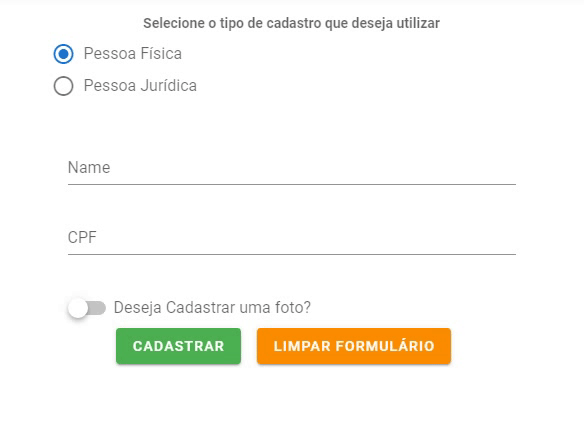 Selecione o tipo de cadastro que deseja utilizar
Pessoa Física
Pessoa Jurídica
Name
CPF
Deseja Cadastrar uma foto?
CADASTRAR LIMPAR FORMULÁRIO